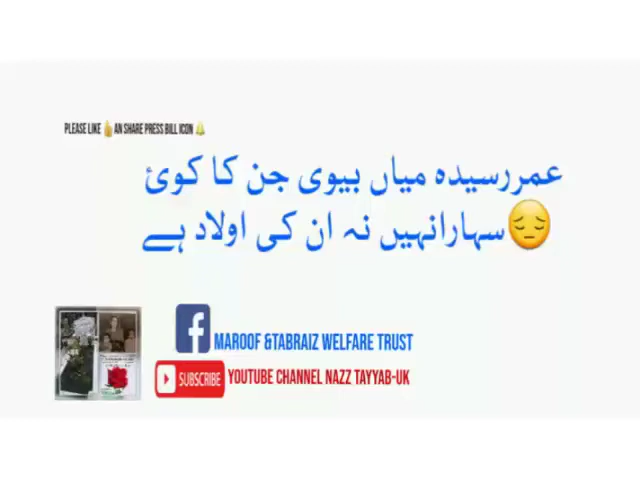 PLEASE LIKE 👍 AN SHARE PRESS BILL ICON 🔔
عمررسیدہ میاں بیوی جن کا کوئ
سہارانہیں نہ ان کی اولاد ہے😔
MAROOF &TABRAIZ WELFARE TRUST
SUBSCRIBE YOUTUBE CHANNEL NAZZ TAYYAB-UK